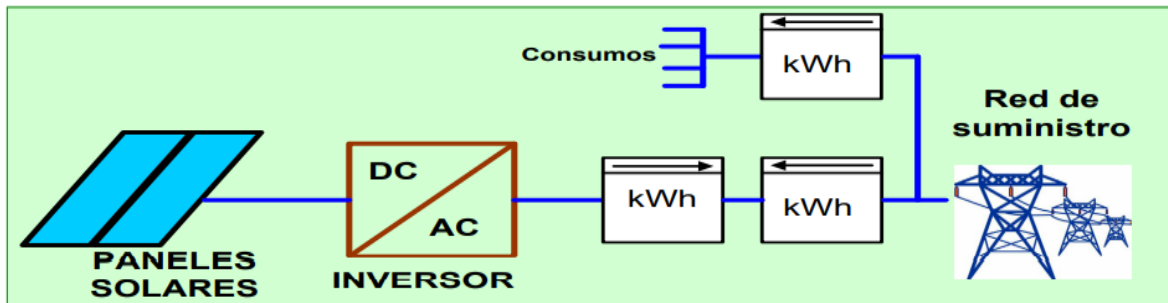 Consumos
kWh
Red de
suministro
DC
AC
kWh
kWh
PANELES
SOLARES
INVERSOR